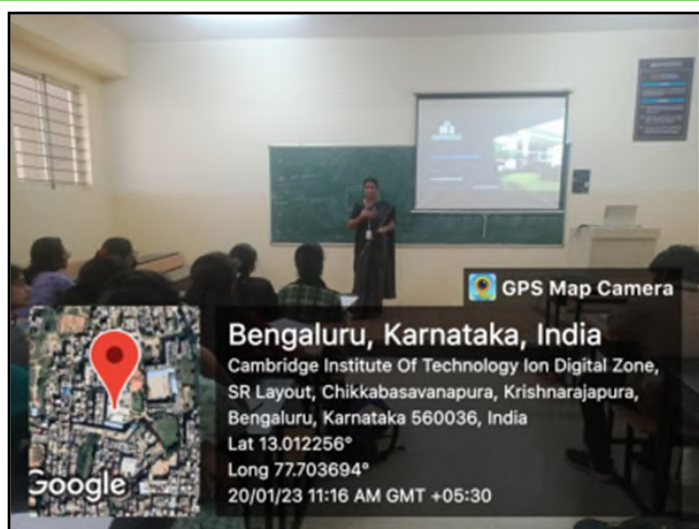 GPS Map Camera
Bengaluru, Karnataka, India
Cambridge Institute Of Technology Ion Digital Zone,
SR Layout, Chikkabasavanapura, Krishnarajapura,
Bengaluru, Karnataka 560036, India
Lat 13.012256°
Long 77.703694°
20/01/23 11:16 AM GMT +05:30
Google